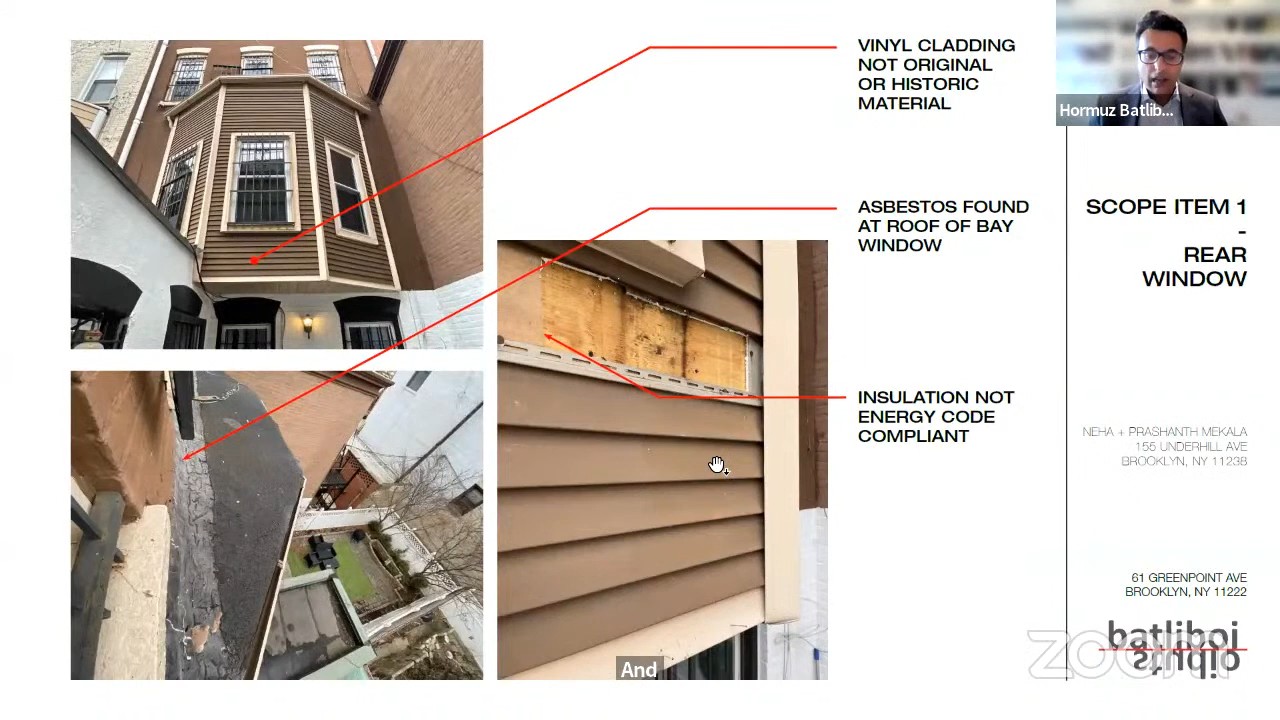 VINYL CLADDING
NOT ORIGINAL
OR HISTORIC
MATERIAL
Hormuz Batlib...
ASBESTOS FOUND
AT ROOF OF BAY
WINDOW
SCOPE ITEM 1
-
REAR
WINDOW
INSULATION NOT
ENERGY CODE
COMPLIANT
NEHA + PRASHANTH MEKALA
155 UNDERHILL AVE
BROOKLYN, NY 11238
61 GREENPOINT AVE
BROOKLYN, NY 11222
batliboi
studio
zoom
And